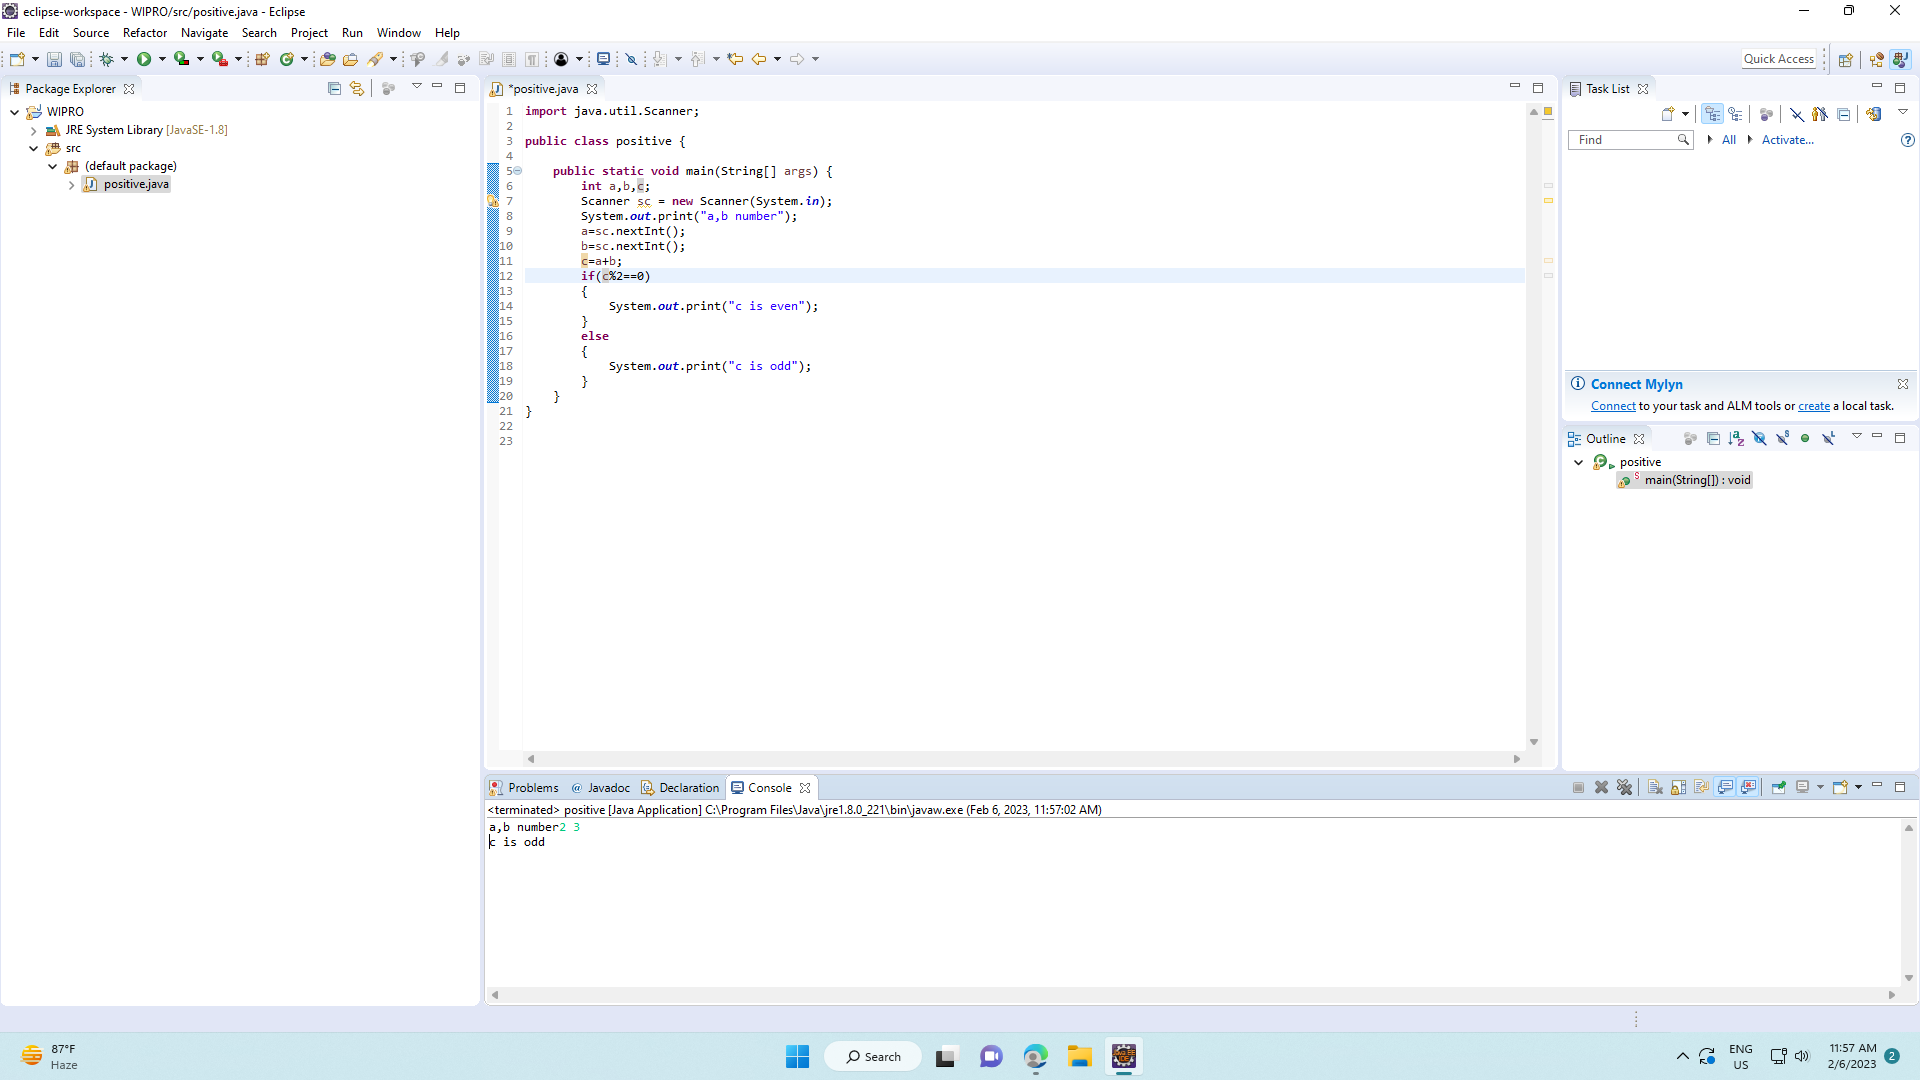 eclipse-workspace - WIPRO/src/positive.java - Eclipse
File Edit Source Refactor Navigate Search Project Run Window Help
Quick Access
Package Explorer
WIPRO
JRE System Library [JavaSE-1.8]
src
(default package)
positive.java
*positive.java
1 import java.util.Scanner;
2
3 public class positive {
4
5 public static void main(String[] args) {
6 int a,b,c;
7 Scanner sc = new Scanner(System.in);
8 System.out.print("a,b number");
9 a=sc.nextInt();
10 b=sc.nextInt();
11 c=a+b;
12 if(c%2==0)
13 {
14 System.out.print("c is even");
15 }
16 else
17 {
18 System.out.print("c is odd");
19 }
20 }
21 }
22
23
Task List
Find All Activate...
Connect Mylyn
Connect to your task and ALM tools or create a local task.
Outline
positive
main(String[]) : void
Problems @ Javadoc Declaration Console
<terminated> positive [Java Application] C:\Program Files\Java\jre1.8.0_221\bin\javaw.exe (Feb 6, 2023, 11:57:02 AM)
a,b number2 3
c is odd
87°F
Haze
Search
ENG
US
11:57 AM
2/6/2023
2